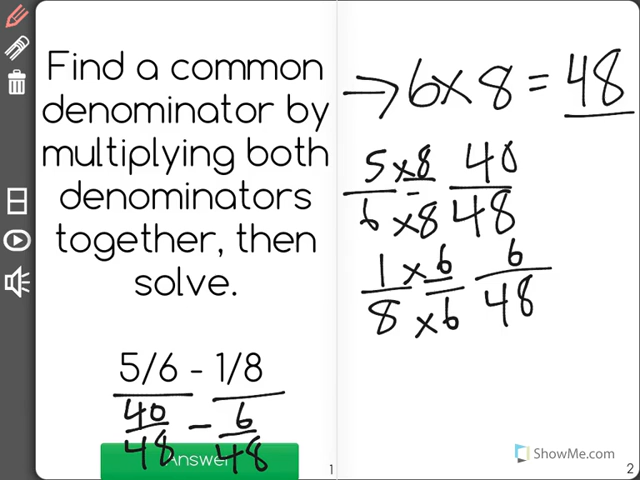 Find a common
denominator by
multiplying both
denominators
together, then
solve.
5/6 - 1/8
40/48 - 6/48
Answer
1
→ 6 x 8 = 48
5/6 x 8/x 8 = 40/48
1/8 x 6/x 6 6/48
ShowMe.com
2